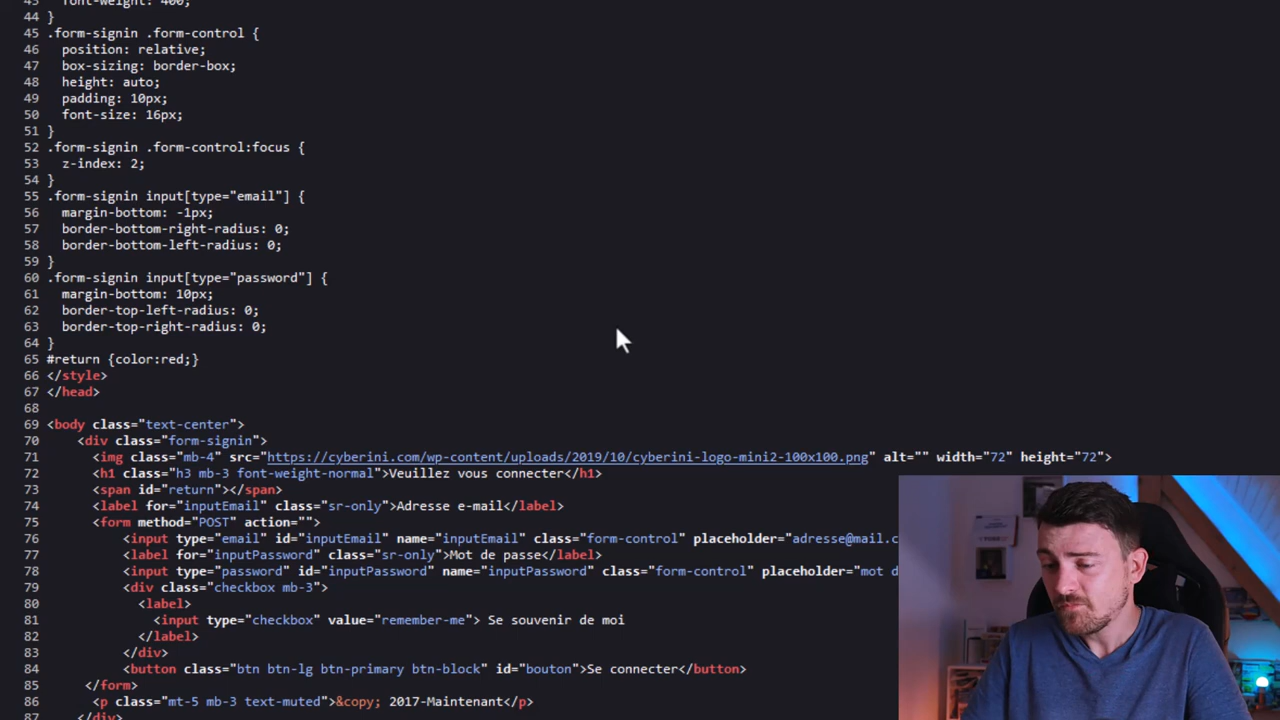 43 font-weight: 400;
44 }
45 .form-signin .form-control {
46 position: relative;
47 box-sizing: border-box;
48 height: auto;
49 padding: 10px;
50 font-size: 16px;
51 }
52 .form-signin .form-control:focus {
53 z-index: 2;
54 }
55 .form-signin input[type="email"] {
56 margin-bottom: -1px;
57 border-bottom-right-radius: 0;
58 border-bottom-left-radius: 0;
59 }
60 .form-signin input[type="password"] {
61 margin-bottom: 10px;
62 border-top-left-radius: 0;
63 border-top-right-radius: 0;
64 }
65 #return {color:red;}
66 </style>
67 </head>
68
69 <body class="text-center">
70 <div class="form-signin">
71 <img class="mb-4" src="https://cyberini.com/wp-content/uploads/2019/10/cyberini-logo-mini2-100x100.png" alt="" width="72" height="72">
72 <h1 class="h3 mb-3 font-weight-normal">Veuillez vous connecter</h1>
73 <span id="return"></span>
74 <label for="inputEmail" class="sr-only">Adresse e-mail</label>
75 <form method="POST" action="">
76 <input type="email" id="inputEmail" name="inputEmail" class="form-control" placeholder="adresse@mail.c
77 <label for="inputPassword" class="sr-only">Mot de passe</label>
78 <input type="password" id="inputPassword" name="inputPassword" class="form-control" placeholder="mot d
79 <div class="checkbox mb-3">
80 <label>
81 <input type="checkbox" value="remember-me"> Se souvenir de moi
82 </label>
83 </div>
84 <button class="btn btn-lg btn-primary btn-block" id="bouton">Se connecter</button>
85 </form>
86 <p class="mt-5 mb-3 text-muted">&copy; 2017-Maintenant</p>
87 </div>